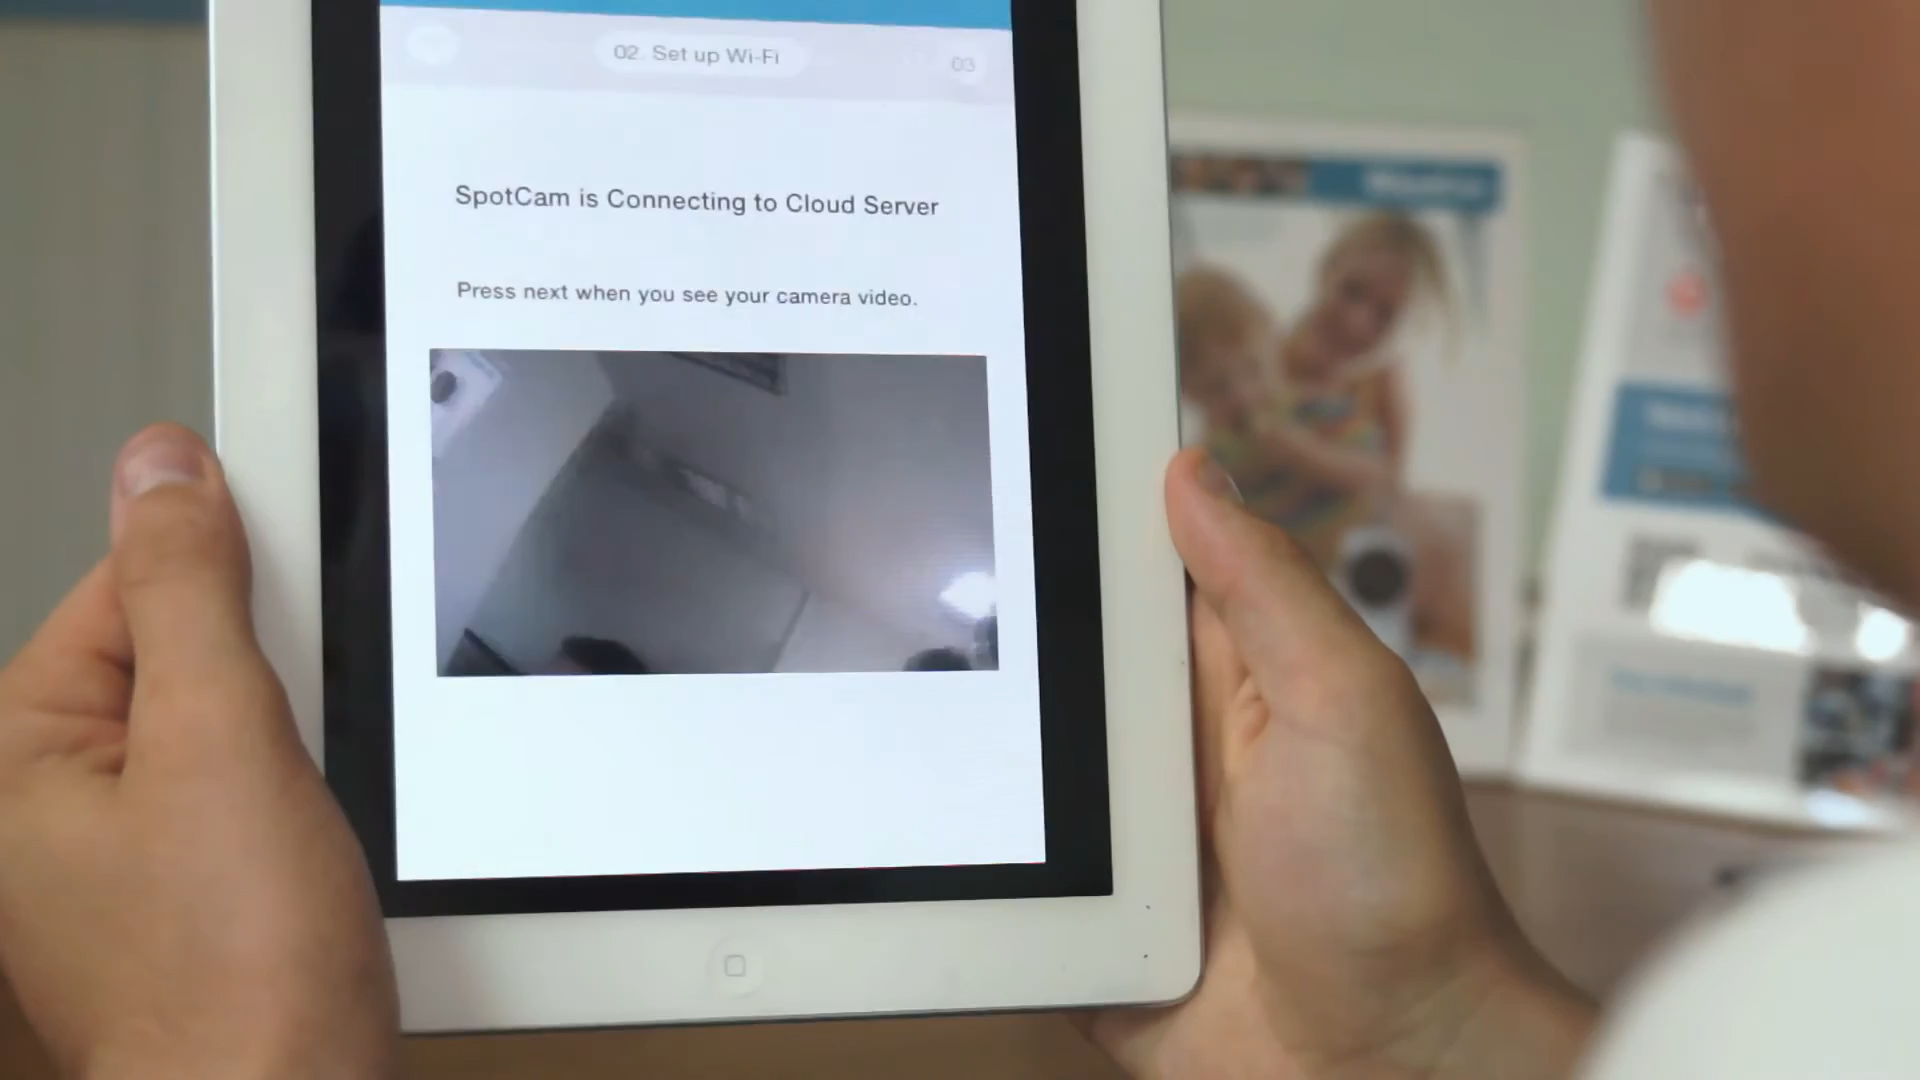 02. Set up Wi-Fi
03
SpotCam is Connecting to Cloud Server
Press next when you see your camera video.